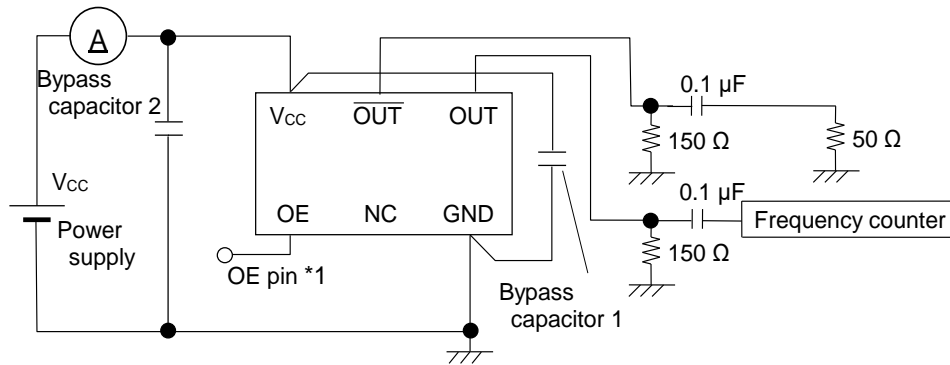 A
Bypass
capacitor 2
VCC
Power
supply
VCC
OUT
OUT
OE
NC
GND
OE pin *1
Bypass
capacitor 1
0.1 µF
150 Ω
50 Ω
0.1 µF
150 Ω
Frequency counter